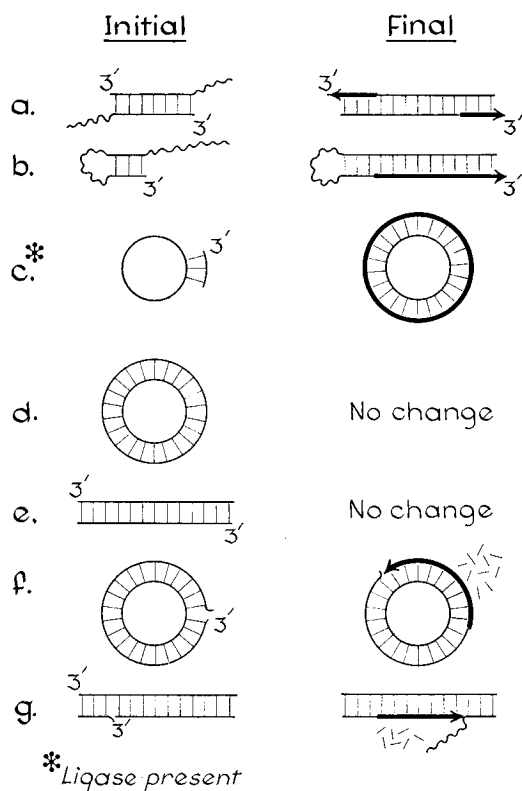 Initial Final
3′ 3′
a. 3′ 3′
b. 3′ 3′
c.* 3′
d. No change
3′
e. No change
3′
f. 3′
3′
g. 3′
*Ligase present